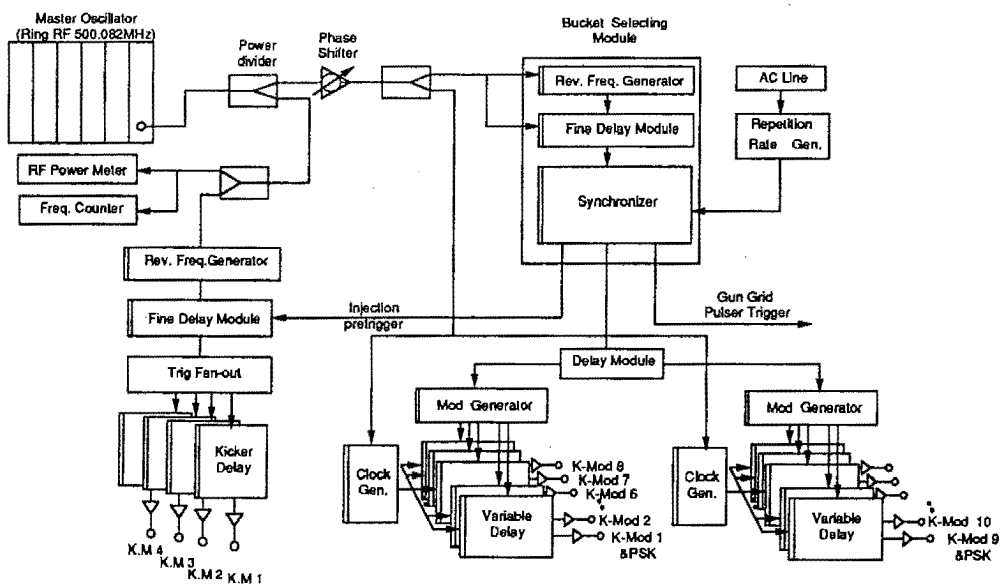 Master Oscillator
(Ring RF 500.082MHz)
Power
divider
Phase
Shifter
Bucket Selecting
Module
Rev. Freq. Generator
Fine Delay Module
Synchronizer
AC Line
Repetition
Rate Gen.
RF Power Meter
Freq. Counter
Rev. Freq.Generator
Fine Delay Module
Injection
pretrigger
Gun Grid
Pulser Trigger
Trig Fan-out
Delay Module
Mod Generator
Mod Generator
Kicker
Delay
Clock
Gen.
Variable
Delay
K-Mod 8
K-Mod 7
K-Mod 6
K-Mod 2
K-Mod 1
&PSK
Clock
Gen.
Variable
Delay
K-Mod 10
K-Mod 9
&PSK
K.M 4
K.M 3
K.M 2
K.M 1